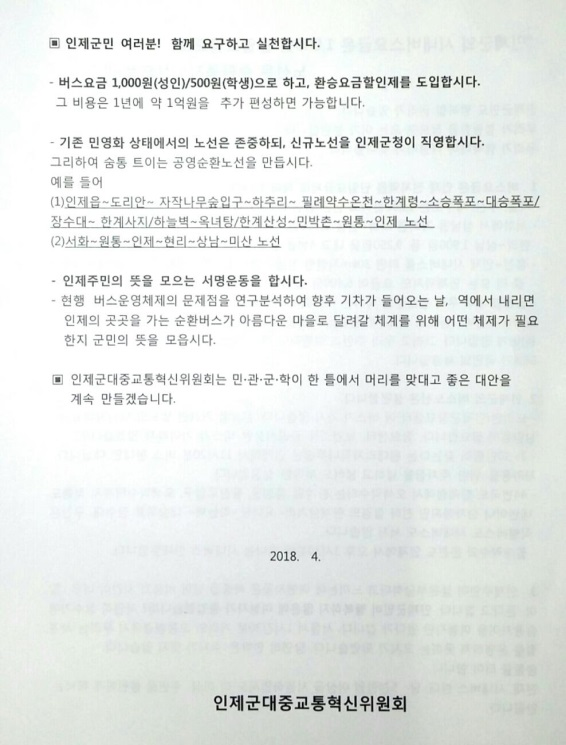 ▣ 인제군민 여러분! 함께 요구하고 실천합시다.
- 버스요금 1,000원(성인)/500원(학생)으로 하고, 환승요금할인제를 도입합시다.
그 비용은 1년에 약 1억원을 추가 편성하면 가능합니다.
- 기존 민영화 상태에서의 노선은 존중하되, 신규노선을 인제군청이 직영합시다.
그리하여 숨통 트이는 공영순환노선을 만듭시다.
예를 들어
(1)인제읍~도리안~ 자작나무숲입구~하추리~ 필례약수온천~한계령~소승폭포~대승폭포/
장수대~ 한계사지/하늘벽~옥녀탕/한계산성~민박촌~원통~인제 노선
(2)서화~원통~인제~현리~상남~미산 노선
- 인제주민의 뜻을 모으는 서명운동을 합시다.
- 현행 버스운영체제의 문제점을 연구분석하여 향후 기차가 들어오는 날, 역에서 내리면
인제의 곳곳을 가는 순환버스가 아름다운 마을로 달려갈 체계를 위해 어떤 체제가 필요
한지 군민의 뜻을 모읍시다.
▣ 인제군대중교통혁신위원회는 민·관·군·학이 한 틀에서 머리를 맞대고 좋은 대안을
계속 만들겠습니다.
2018. 4.
인제군대중교통혁신위원회